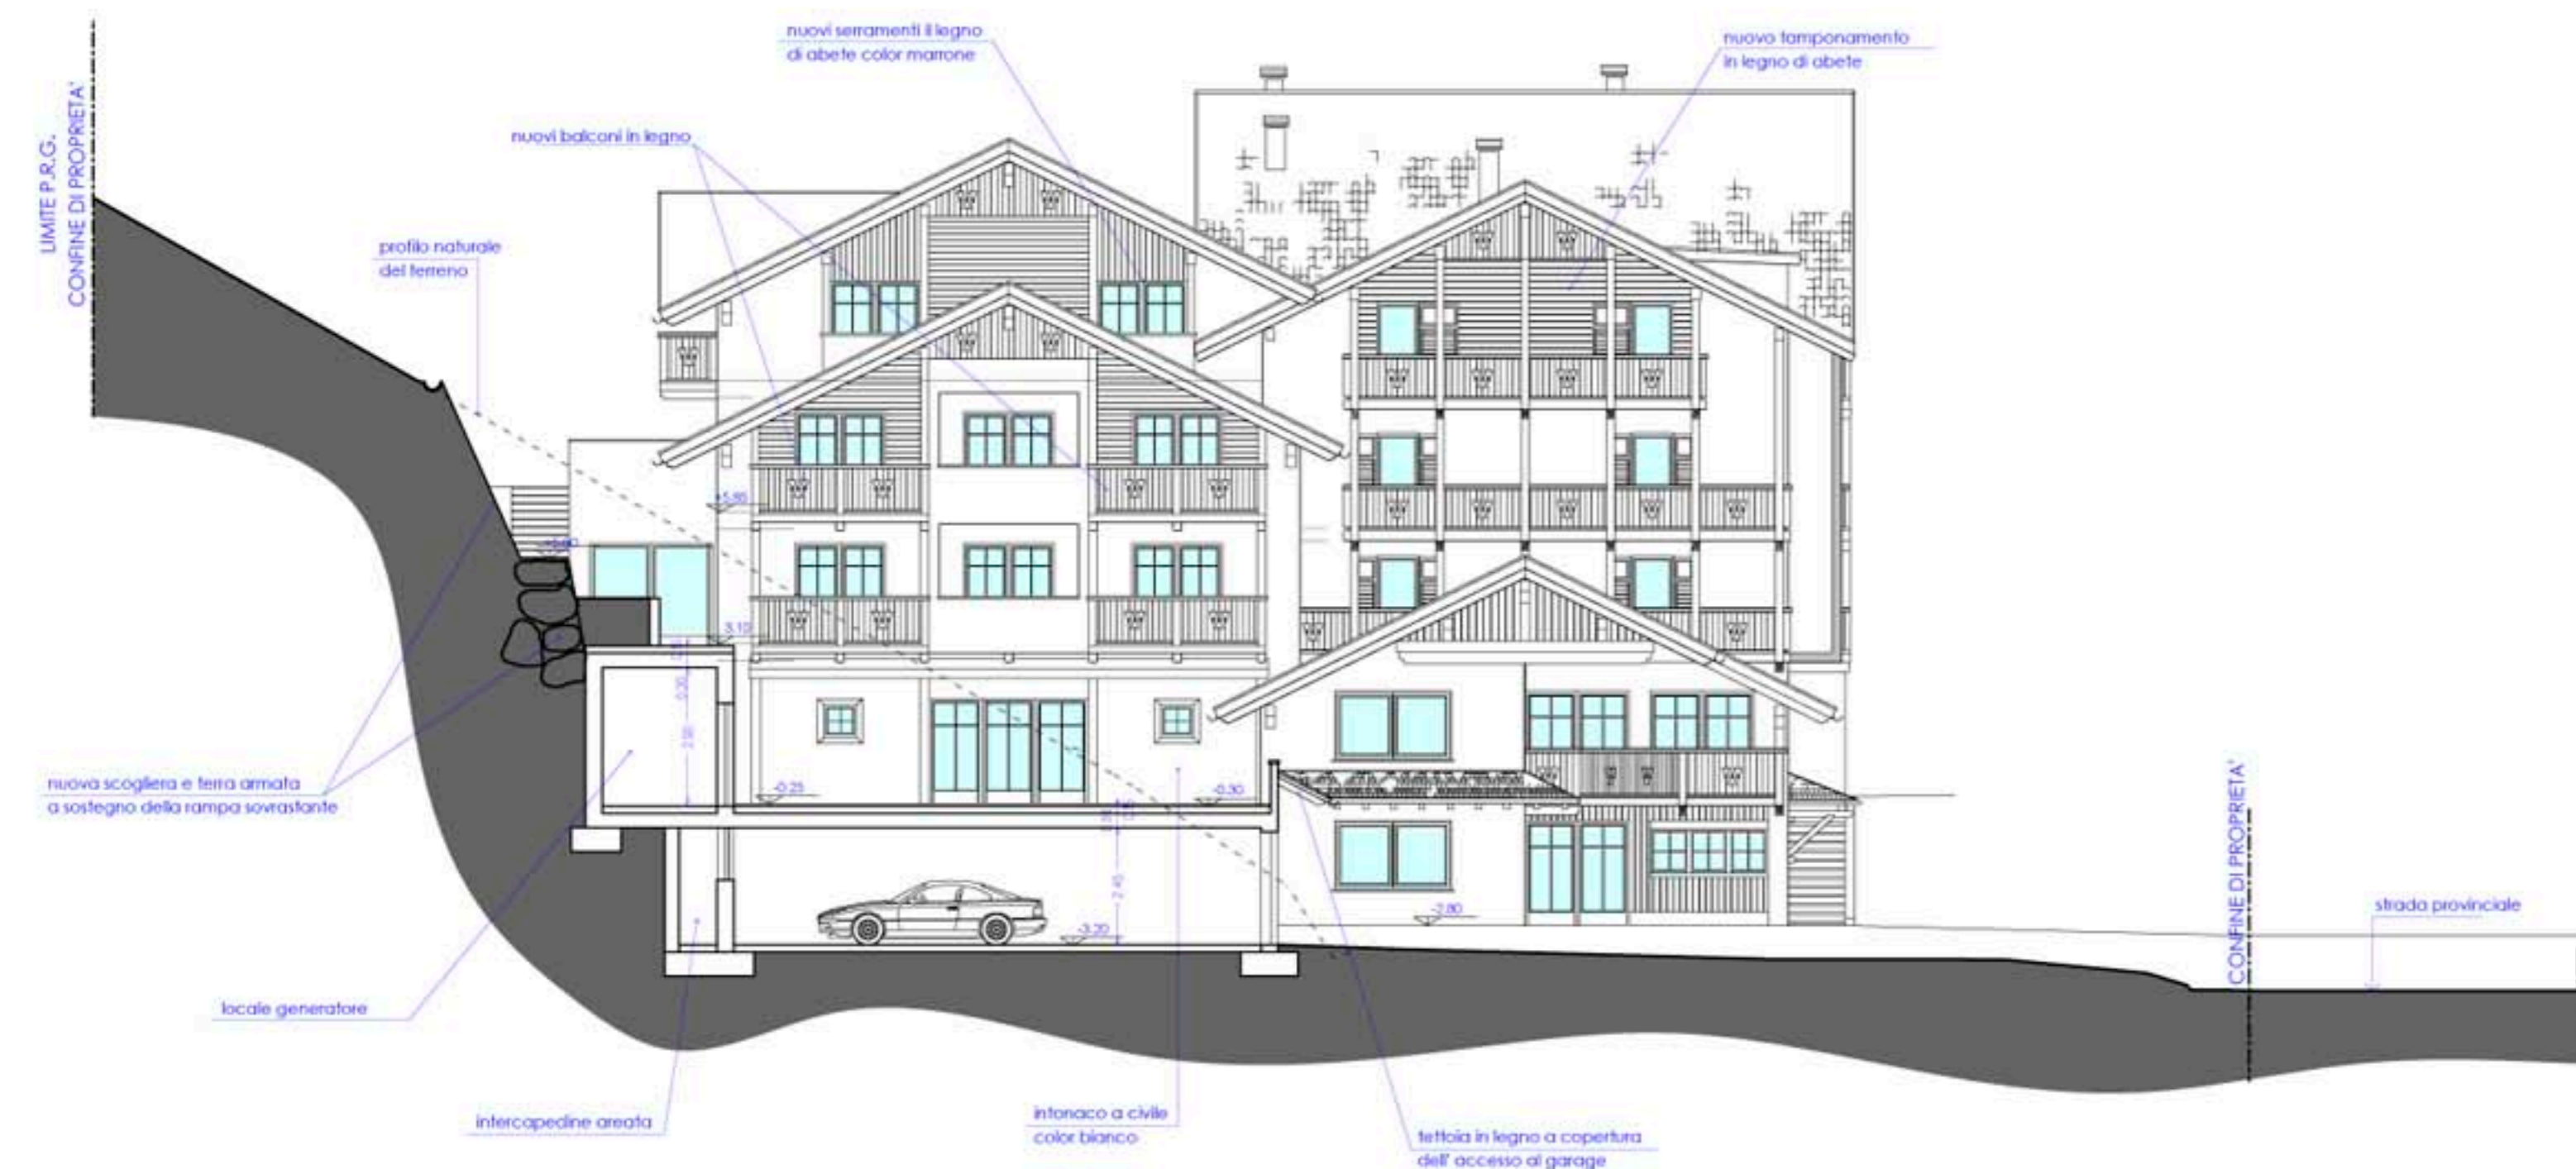 nuovi serramenti il legno
di abete color marrone
nuovo tamponamento
in legno di abete
LIMITE P.R.G.
CONFINE DI PROPRIETA'
nuovi balconi in legno
profilo naturale
del terreno
+5.85
3.10
2.95
-0.25
-0.30
nuova scogliera e terra armata
a sostegno della rampa sovrastante
2.45
-3.20
-2.80
CONFINE DI PROPRIETA'
strada provinciale
locale generatore
intercapedine areata
intonaco a civile
color bianco
tettoia in legno a copertura
dell' accesso al garage